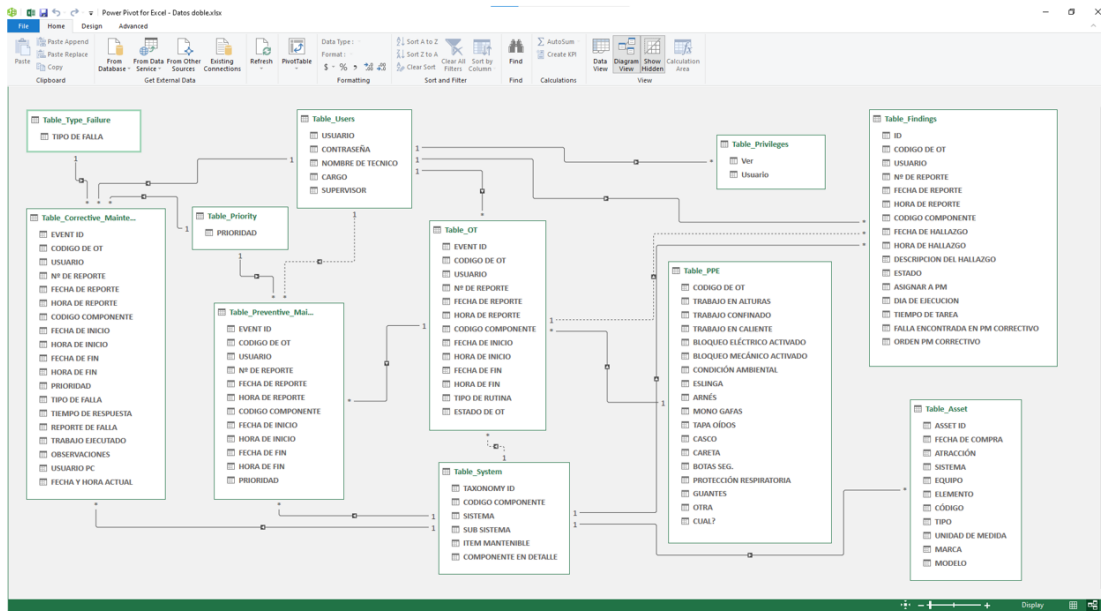 Power Pivot for Excel - Datos doble.xlsx
File Home Design Advanced
Paste
Paste Append
Paste Replace
Copy
Clipboard
From Database
From Data Service
From Other Sources
Existing Connections
Get External Data
Refresh
PivotTable
Data Type :
Format :
$ % , .00 .00
Formatting
Sort A to Z
Sort Z to A
Clear Sort
Clear All Filters
Sort by Column
Sort and Filter
Find
Find
AutoSum
Create KPI
Calculations
Data View
Diagram View
Show Hidden
Calculation Area
View
Table_Type_Failure
TIPO DE FALLA
Table_Users
USUARIO
CONTRASEÑA
NOMBRE DE TECNICO
CARGO
SUPERVISOR
Table_Privileges
Ver
Usuario
Table_Findings
ID
CODIGO DE OT
USUARIO
Nº DE REPORTE
FECHA DE REPORTE
HORA DE REPORTE
CODIGO COMPONENTE
FECHA DE HALLAZGO
HORA DE HALLAZGO
DESCRIPCION DEL HALLAZGO
ESTADO
ASIGNAR A PM
DIA DE EJECUCION
TIEMPO DE TAREA
FALLA ENCONTRADA EN PM CORRECTIVO
ORDEN PM CORRECTIVO
Table_Corrective_Mainte...
EVENT ID
CODIGO DE OT
USUARIO
Nº DE REPORTE
FECHA DE REPORTE
HORA DE REPORTE
CODIGO COMPONENTE
FECHA DE INICIO
HORA DE INICIO
FECHA DE FIN
HORA DE FIN
PRIORIDAD
TIPO DE FALLA
TIEMPO DE RESPUESTA
REPORTE DE FALLA
TRABAJO EJECUTADO
OBSERVACIONES
USUARIO PC
FECHA Y HORA ACTUAL
Table_Priority
PRIORIDAD
Table_Preventive_Mai...
EVENT ID
CODIGO DE OT
USUARIO
Nº DE REPORTE
FECHA DE REPORTE
HORA DE REPORTE
CODIGO COMPONENTE
FECHA DE INICIO
HORA DE INICIO
FECHA DE FIN
HORA DE FIN
PRIORIDAD
Table_OT
EVENT ID
CODIGO DE OT
USUARIO
Nº DE REPORTE
FECHA DE REPORTE
HORA DE REPORTE
CODIGO COMPONENTE
FECHA DE INICIO
HORA DE INICIO
FECHA DE FIN
HORA DE FIN
TIPO DE RUTINA
ESTADO DE OT
Table_PPE
CODIGO DE OT
TRABAJO EN ALTURAS
TRABAJO CONFINADO
TRABAJO EN CALIENTE
BLOQUEO ELÉCTRICO ACTIVADO
BLOQUEO MECÁNICO ACTIVADO
CONDICIÓN AMBIENTAL
ESLINGA
ARNÉS
MONO GAFAS
TAPA OÍDOS
CASCO
CARETA
BOTAS SEG.
PROTECCIÓN RESPIRATORIA
GUANTES
OTRA
CUAL?
Table_System
TAXONOMY ID
CODIGO COMPONENTE
SISTEMA
SUB SISTEMA
ITEM MANTENIBLE
COMPONENTE EN DETALLE
Table_Asset
ASSET ID
FECHA DE COMPRA
ATRACCIÓN
SISTEMA
EQUIPO
ELEMENTO
CÓDIGO
TIPO
UNIDAD DE MEDIDA
MARCA
MODELO
Display